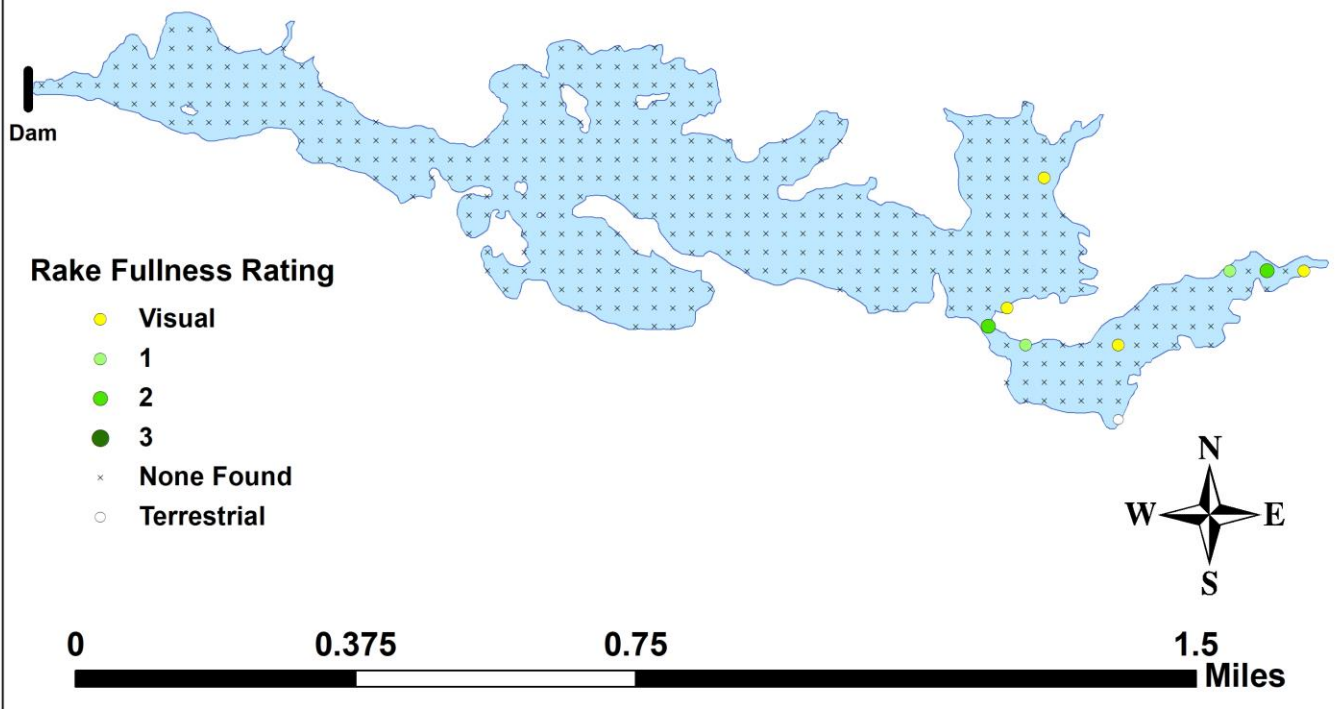 Dam
Rake Fullness Rating
Visual
1
2
3
None Found
Terrestrial
N
W E
S
0 0.375 0.75 1.5
Miles